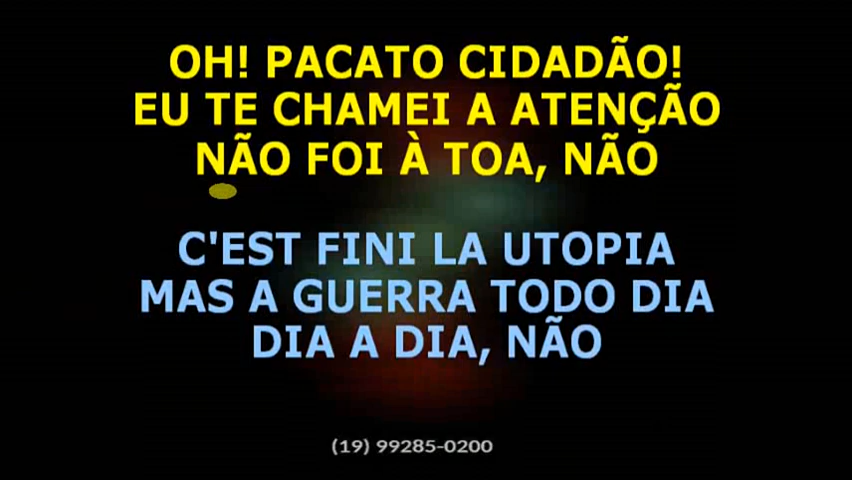 OH! PACATO CIDADÃO!
EU TE CHAMEI A ATENÇÃO
NÃO FOI À TOA, NÃO
C'EST FINI LA UTOPIA
MAS A GUERRA TODO DIA
DIA A DIA, NÃO
(19) 99285-0200